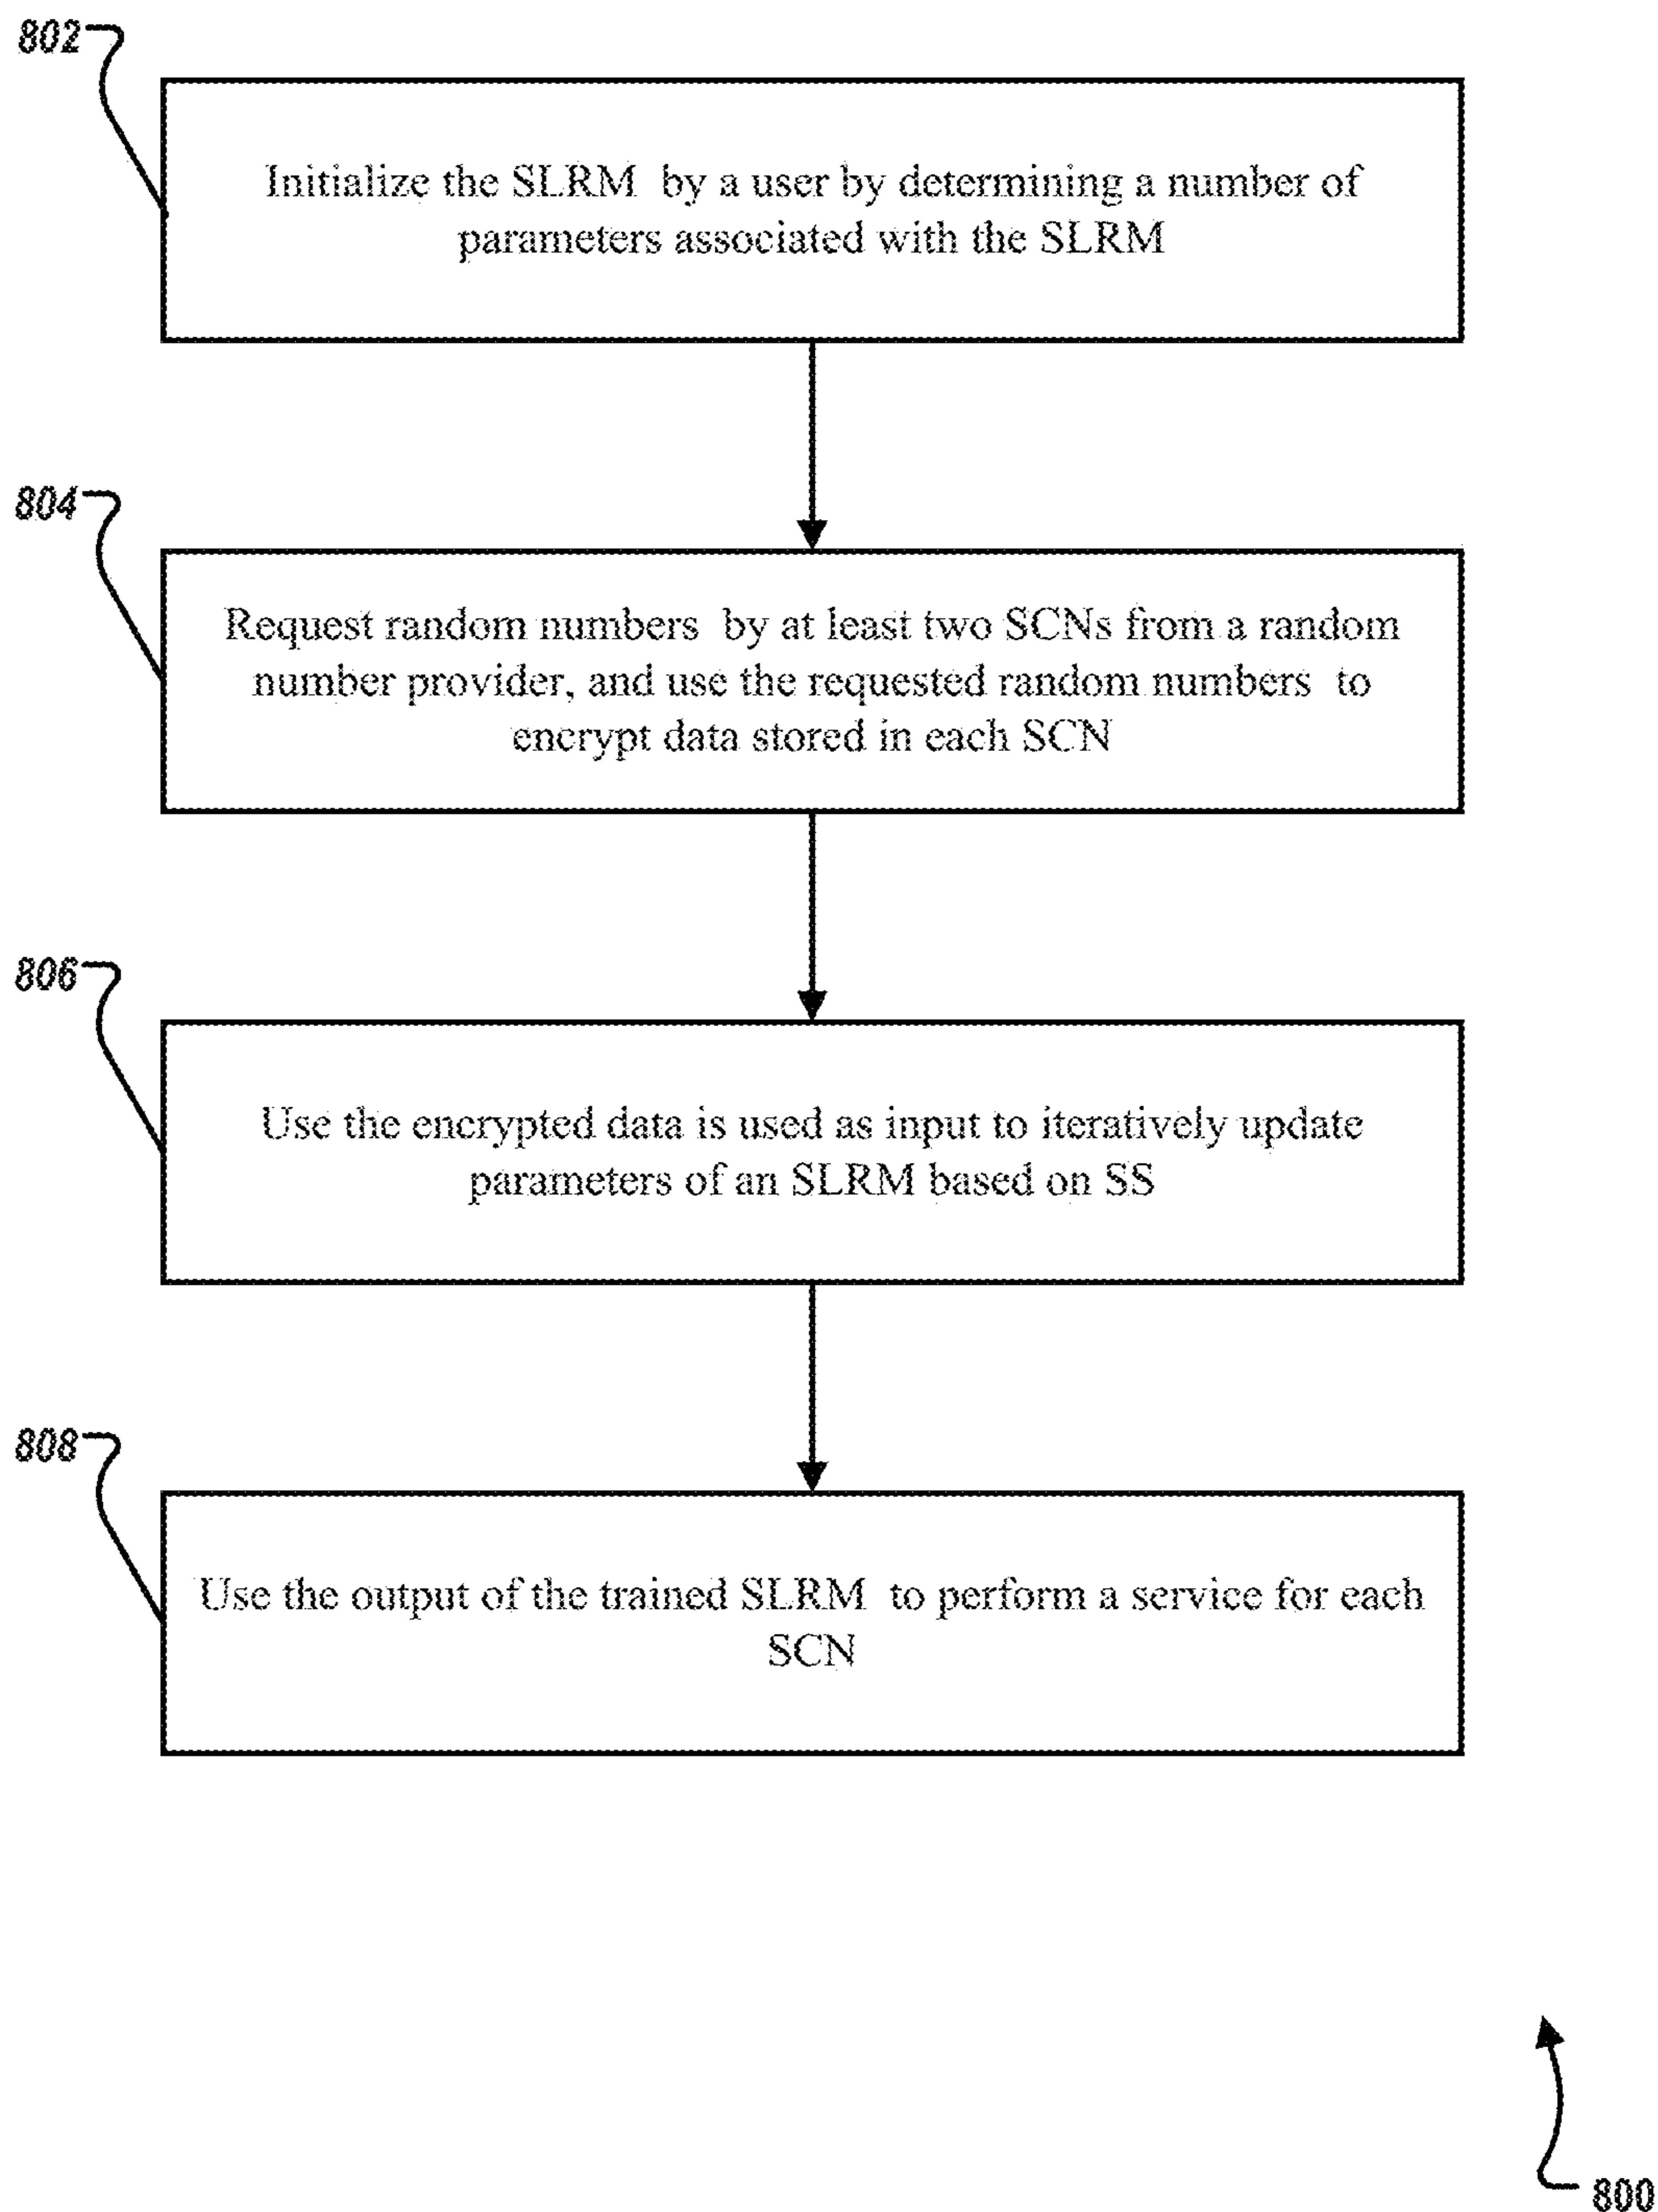 802
Initialize the SLRM by a user by determining a number of
parameters associated with the SLRM
804
Request random numbers by at least two SCNs from a random
number provider, and use the requested random numbers to
encrypt data stored in each SCN
806
Use the encrypted data is used as input to iteratively update
parameters of an SLRM based on SS
808
Use the output of the trained SLRM to perform a service for each
SCN
800